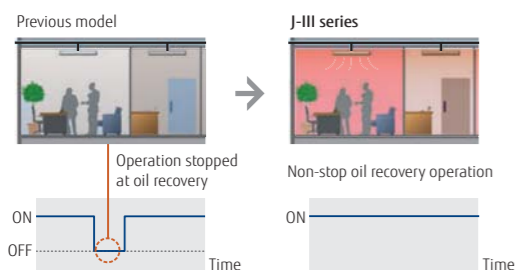 Previous model
J-III series
Operation stopped
at oil recovery
Non-stop oil recovery operation
ON
OFF
Time
ON
Time